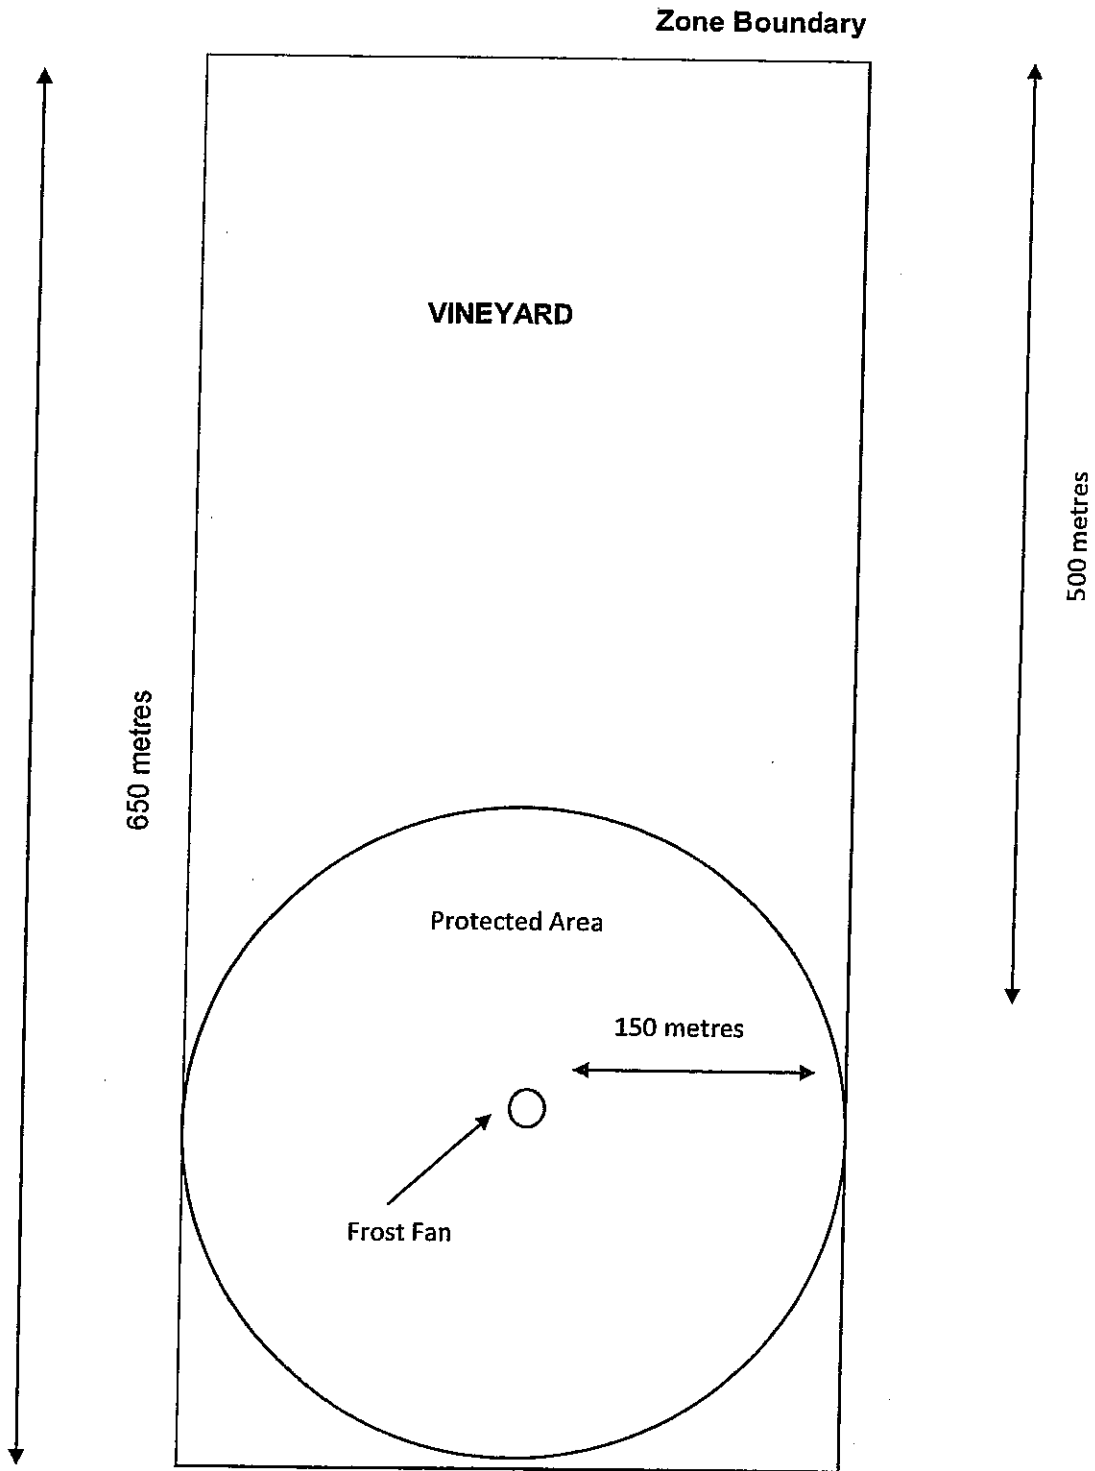 Zone Boundary
VINEYARD
500 metres
650 metres
Protected Area
150 metres
Frost Fan